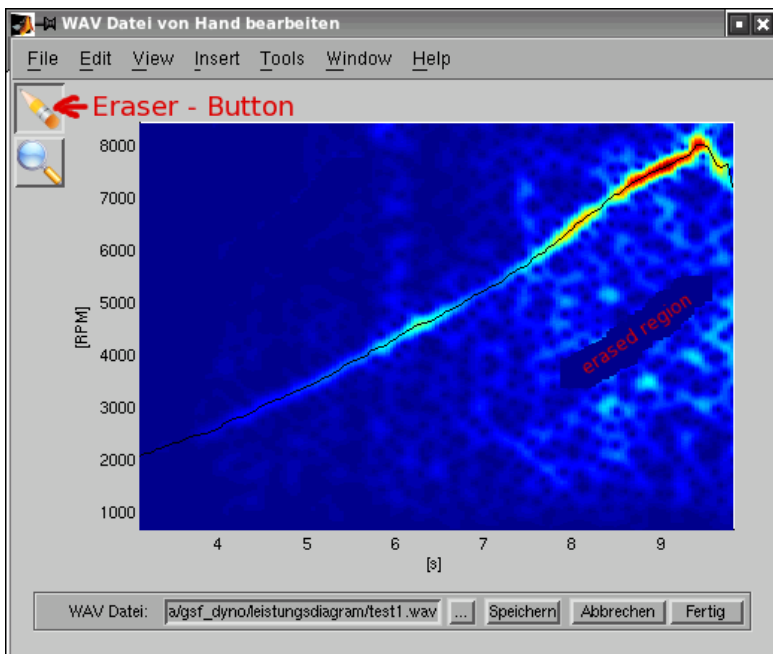 WAV Datei von Hand bearbeiten
File Edit View Insert Tools Window Help
Eraser - Button
8000
7000
6000
5000
4000
3000
2000
1000
[RPM]
erased region
4 5 6 7 8 9
[s]
WAV Datei: a/gsf_dyno/leistungsdiagram/test1.wav ... Speichern Abbrechen Fertig